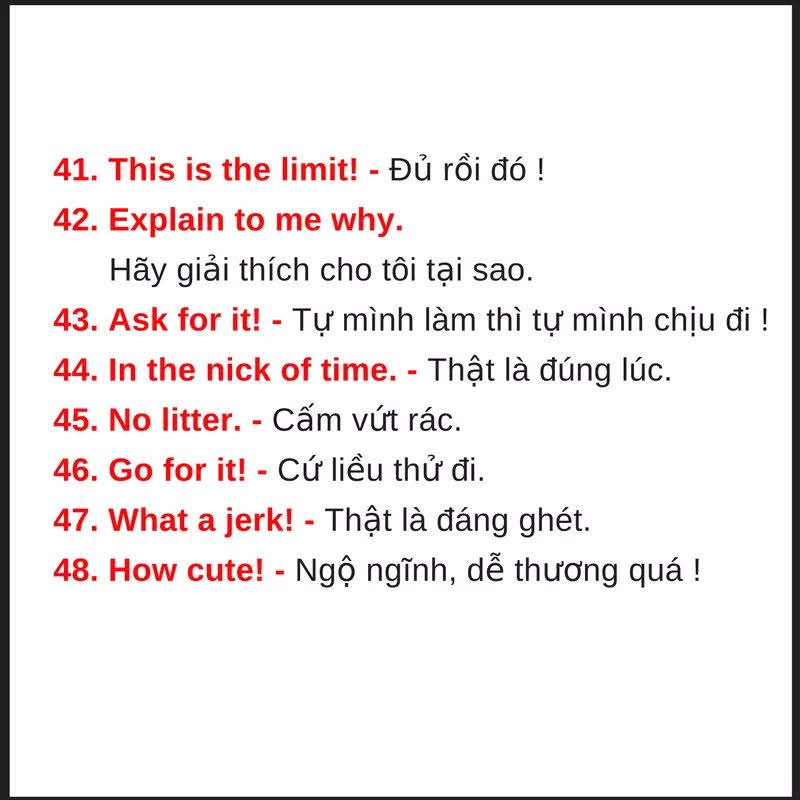 41. This is the limit! - Đủ rồi đó !
42. Explain to me why.
Hãy giải thích cho tôi tại sao.
43. Ask for it! - Tự mình làm thì tự mình chịu đi !
44. In the nick of time. - Thật là đúng lúc.
45. No litter. - Cấm vứt rác.
46. Go for it! - Cứ liều thử đi.
47. What a jerk! - Thật là đáng ghét.
48. How cute! - Ngộ ngĩnh, dễ thương quá !